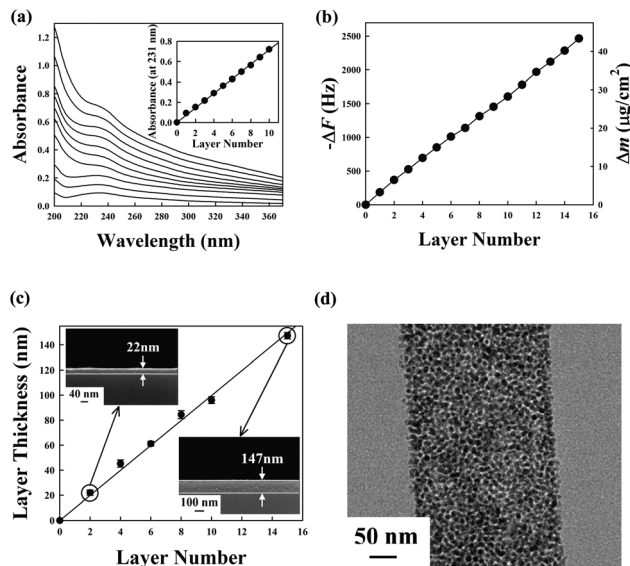 (a)
Absorbance
1.2
1.0
0.8
0.6
0.4
0.2
0.0
200 220 240 260 280 300 320 340 360
Wavelength (nm)
Absorbance (at 231 nm)
0.8
0.6
0.4
0.2
0.0
0 2 4 6 8 10
Layer Number
(b)
-ΔF (Hz)
2500
2000
1500
1000
500
0
0 2 4 6 8 10 12 14 16
Layer Number
40
30
20
10
0
Δm (μg/cm²)
(c)
Layer Thickness (nm)
140
120
100
80
60
40
20
0
0 2 4 6 8 10 12 14 16
Layer Number
22nm
40 nm
147nm
100 nm
(d)
50 nm